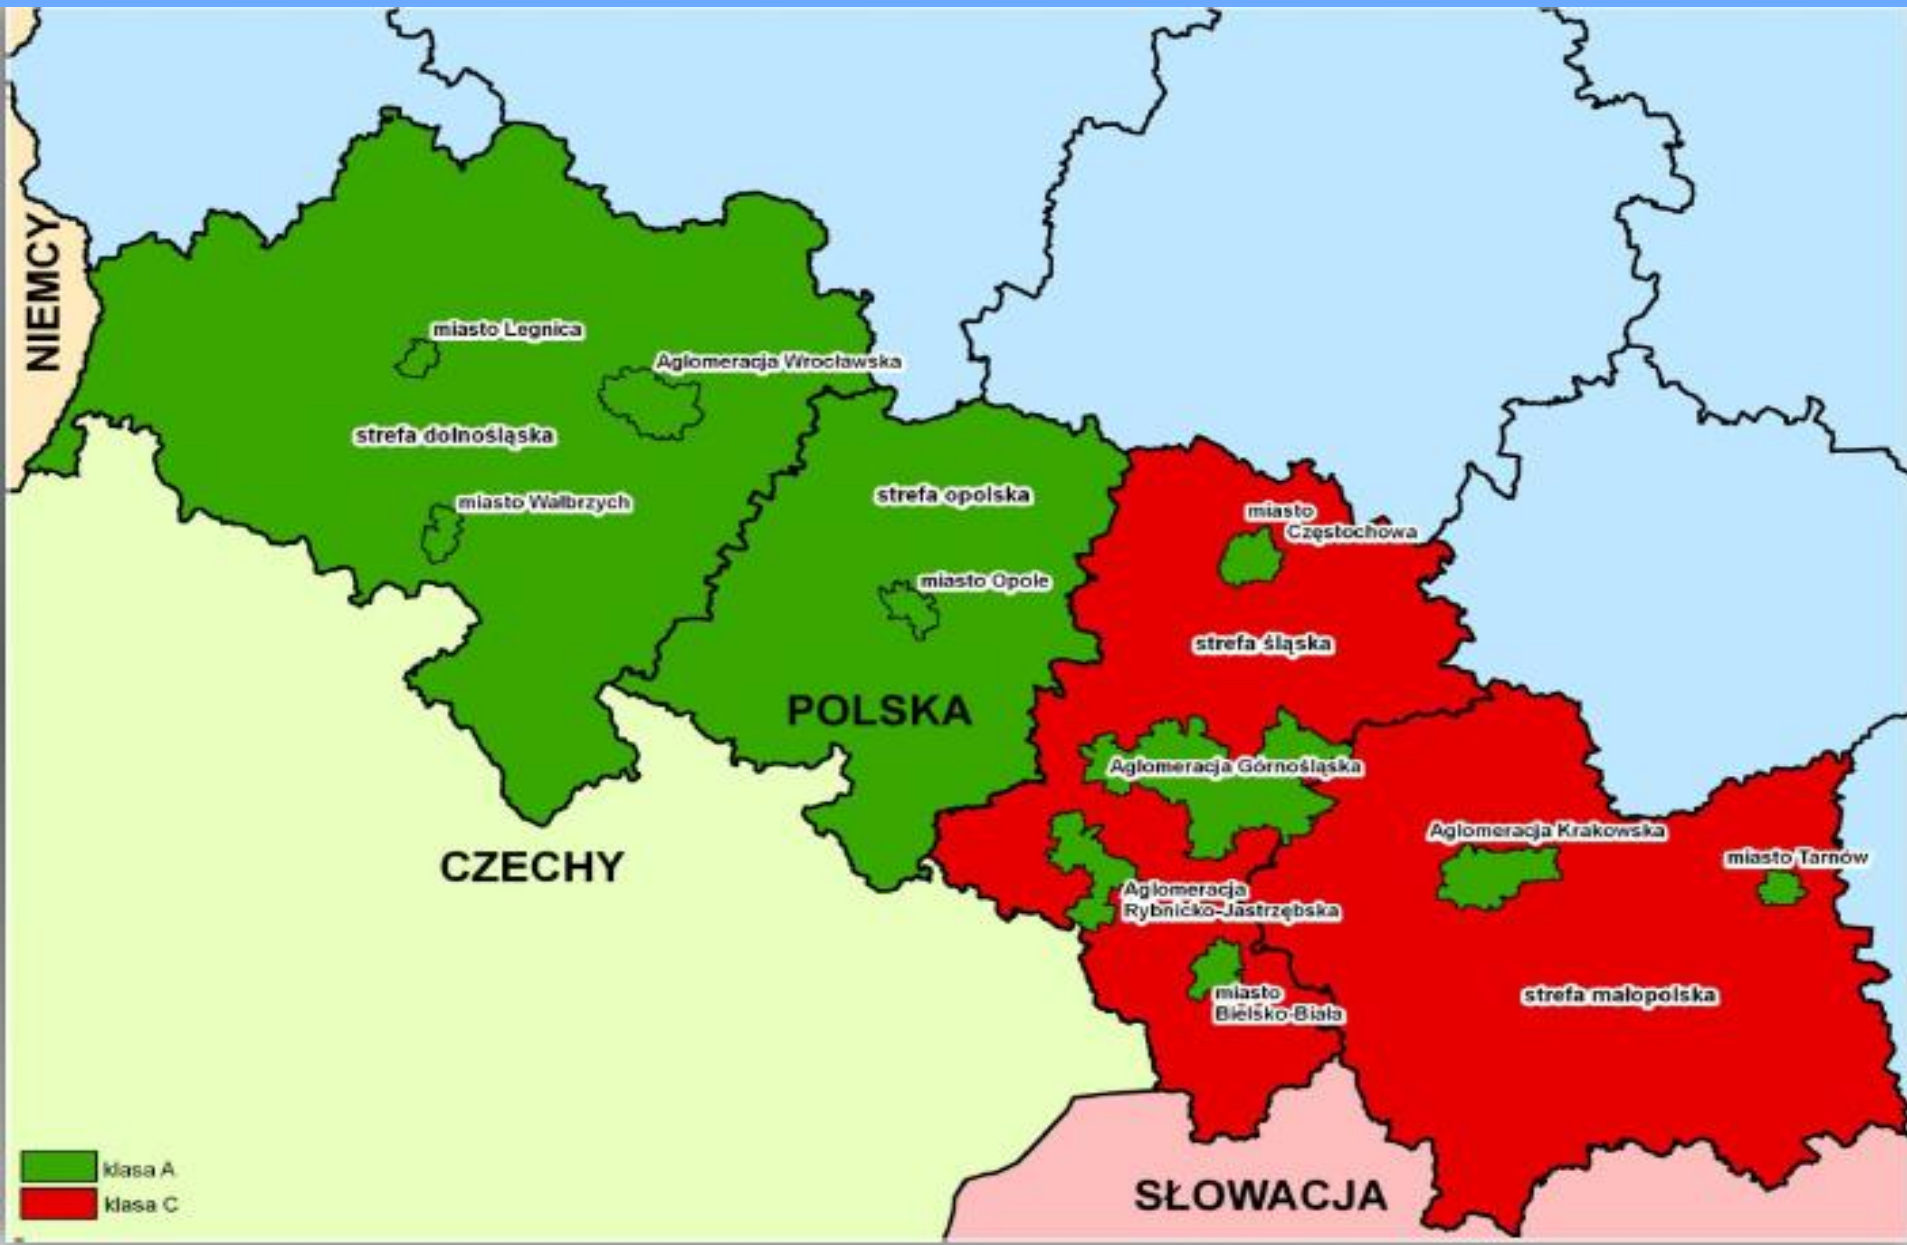 NIEMCY
miasto Legnica
Aglomeracja Wrocławska
strefa dolnośląska
miasto Wałbrzych
strefa opolska
miasto Opole
POLSKA
miasto
Częstochowa
strefa śląska
Aglomeracja Górnośląska
Aglomeracja Krakowska
miasto Tarnów
CZECHY
Aglomeracja
Rybnicko-Jastrzębska
miasto
Bielsko-Biała
strefa małopolska
SŁOWACJA
klasa A
klasa C